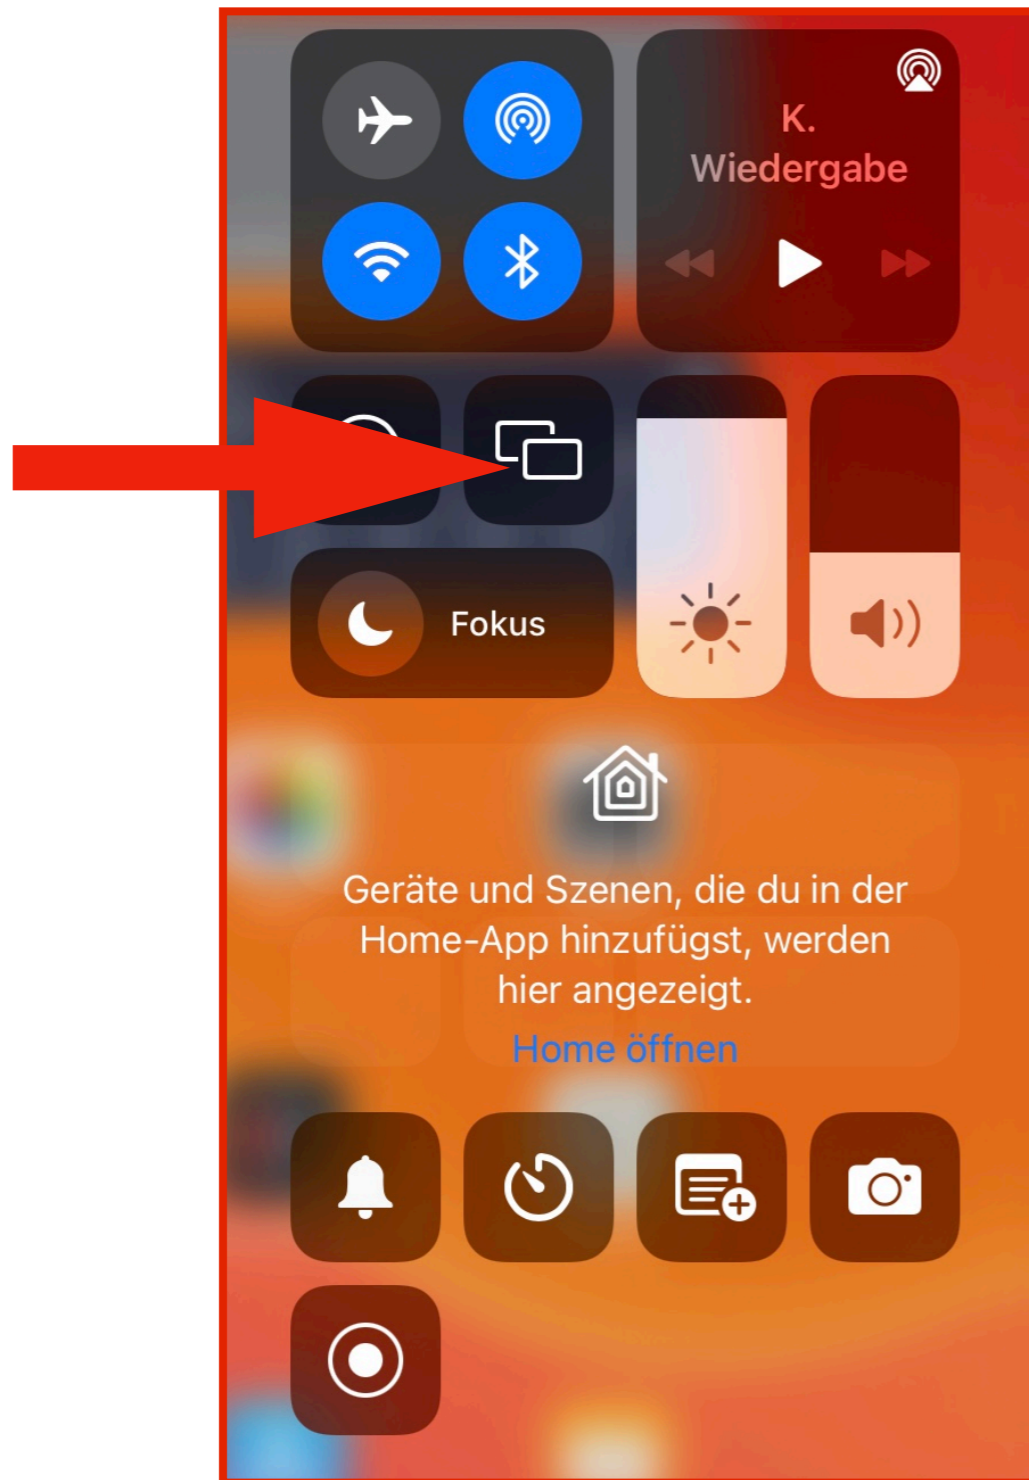 K.
Wiedergabe
Fokus
Geräte und Szenen, die du in der
Home-App hinzufügst, werden
hier angezeigt.
Home öffnen